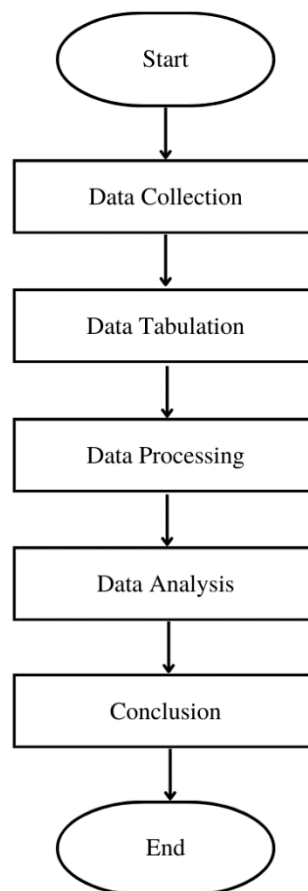 Start
Data Collection
Data Tabulation
Data Processing
Data Analysis
Conclusion
End